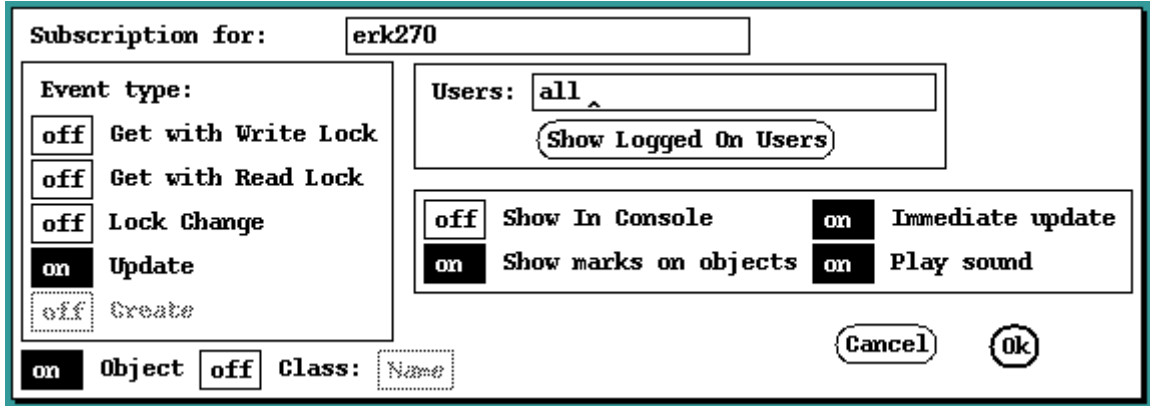 Subscription for: erk270
Event type:
off Get with Write Lock
off Get with Read Lock
off Lock Change
on Update
off Create
Users: all
Show Logged On Users
off Show In Console on Immediate update
on Show marks on objects on Play sound
on Object off Class: Name
Cancel Ok